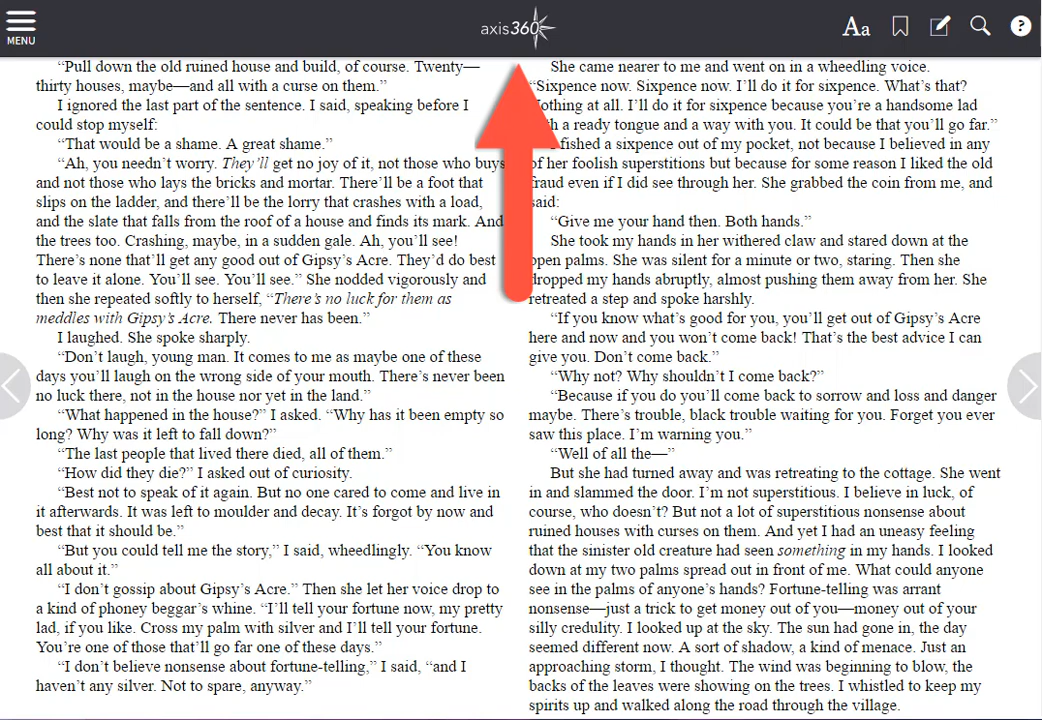 MENU
axis360
Aa
?
“Pull down the old ruined house and build, of course. Twenty—
thirty houses, maybe—and all with a curse on them.”
I ignored the last part of the sentence. I said, speaking before I
could stop myself:
“That would be a shame. A great shame.”
“Ah, you needn’t worry. They’ll get no joy of it, not those who buys
and not those who lays the bricks and mortar. There’ll be a foot that
slips on the ladder, and there’ll be the lorry that crashes with a load,
and the slate that falls from the roof of a house and finds its mark. And
the trees too. Crashing, maybe, in a sudden gale. Ah, you’ll see!
There’s none that’ll get any good out of Gipsy’s Acre. They’d do best
to leave it alone. You’ll see. You’ll see.” She nodded vigorously and
then she repeated softly to herself, “There’s no luck for them as
meddles with Gipsy’s Acre. There never has been.”
I laughed. She spoke sharply.
“Don’t laugh, young man. It comes to me as maybe one of these
days you’ll laugh on the wrong side of your mouth. There’s never been
no luck there, not in the house nor yet in the land.”
“What happened in the house?” I asked. “Why has it been empty so
long? Why was it left to fall down?”
“The last people that lived there died, all of them.”
“How did they die?” I asked out of curiosity.
“Best not to speak of it again. But no one cared to come and live in
it afterwards. It was left to moulder and decay. It’s forgot by now and
best that it should be.”
“But you could tell me the story,” I said, wheedlingly. “You know
all about it.”
“I don’t gossip about Gipsy’s Acre.” Then she let her voice drop to
a kind of phoney beggar’s whine. “I’ll tell your fortune now, my pretty
lad, if you like. Cross my palm with silver and I’ll tell your fortune.
You’re one of those that’ll go far one of these days.”
“I don’t believe nonsense about fortune-telling,” I said, “and I
haven’t any silver. Not to spare, anyway.”
She came nearer to me and went on in a wheedling voice.
“Sixpence now. Sixpence now. I’ll do it for sixpence. What’s that?
Nothing at all. I’ll do it for sixpence because you’re a handsome lad
a ready tongue and a way with you. It could be that you’ll go far.”
fished a sixpence out of my pocket, not because I believed in any
of her foolish superstitions but because for some reason I liked the old
fraud even if I did see through her. She grabbed the coin from me, and
said:
“Give me your hand then. Both hands.”
She took my hands in her withered claw and stared down at the
open palms. She was silent for a minute or two, staring. Then she
dropped my hands abruptly, almost pushing them away from her. She
retreated a step and spoke harshly.
“If you know what’s good for you, you’ll get out of Gipsy’s Acre
here and now and you won’t come back! That’s the best advice I can
give you. Don’t come back.”
“Why not? Why shouldn’t I come back?”
“Because if you do you’ll come back to sorrow and loss and danger
maybe. There’s trouble, black trouble waiting for you. Forget you ever
saw this place. I’m warning you.”
“Well of all the—”
But she had turned away and was retreating to the cottage. She went
in and slammed the door. I’m not superstitious. I believe in luck, of
course, who doesn’t? But not a lot of superstitious nonsense about
ruined houses with curses on them. And yet I had an uneasy feeling
that the sinister old creature had seen something in my hands. I looked
down at my two palms spread out in front of me. What could anyone
see in the palms of anyone’s hands? Fortune-telling was arrant
nonsense—just a trick to get money out of you—money out of your
silly credulity. I looked up at the sky. The sun had gone in, the day
seemed different now. A sort of shadow, a kind of menace. Just an
approaching storm, I thought. The wind was beginning to blow, the
backs of the leaves were showing on the trees. I whistled to keep my
spirits up and walked along the road through the village.